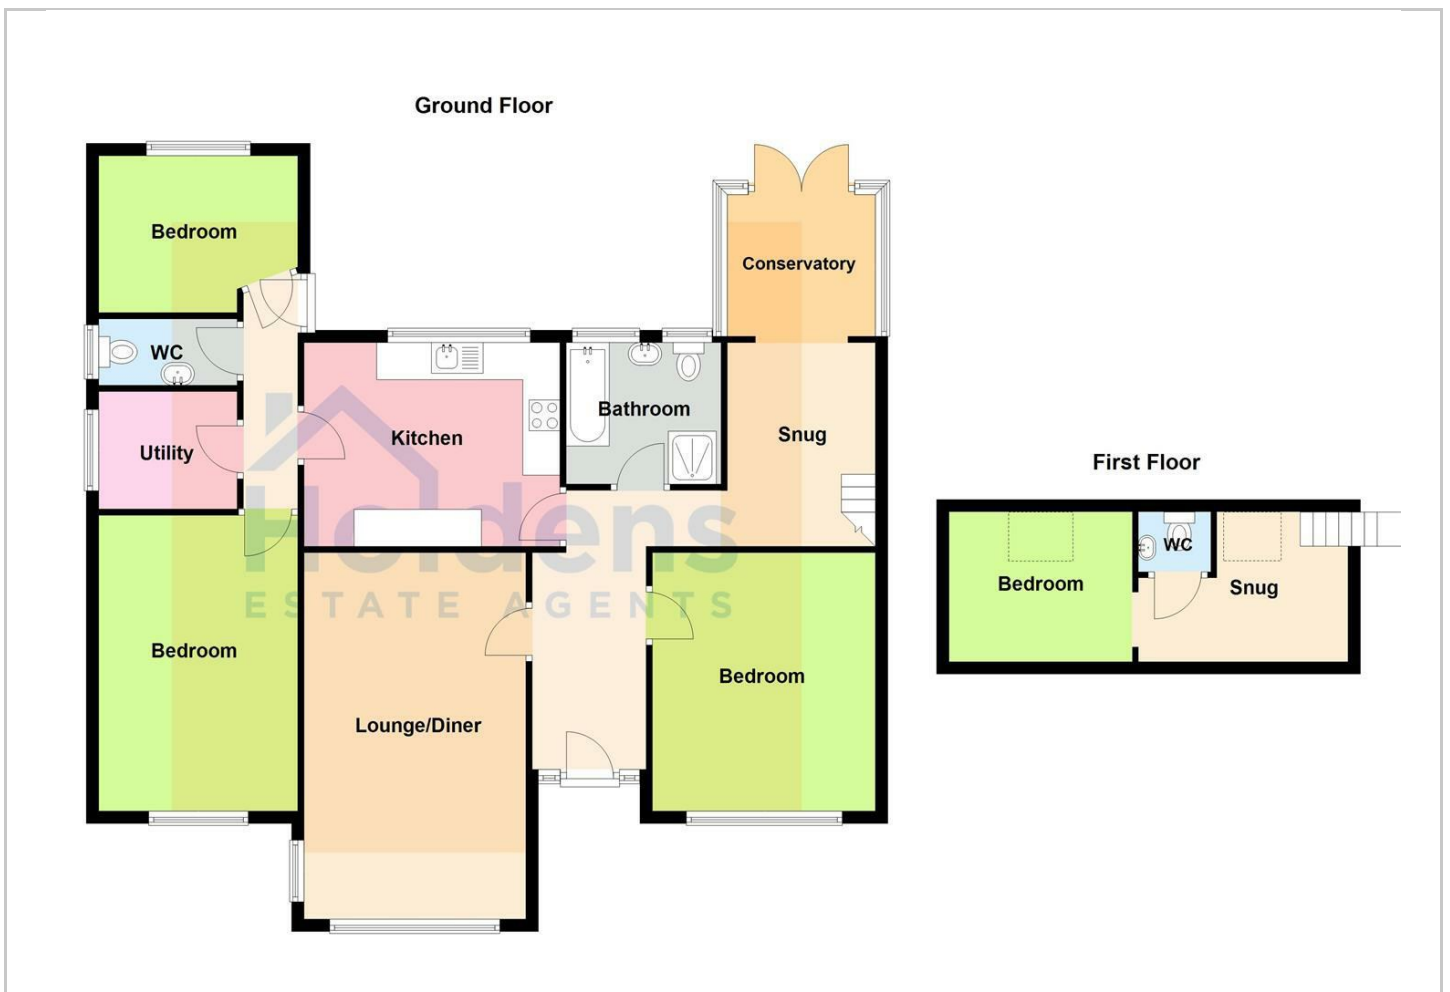 Ground Floor
Bedroom
Conservatory
WC
Bathroom
Kitchen
Snug
Utility
First Floor
Holdens
ESTATE AGENTS
WC
Bedroom
Snug
Bedroom
Bedroom
Lounge/Diner